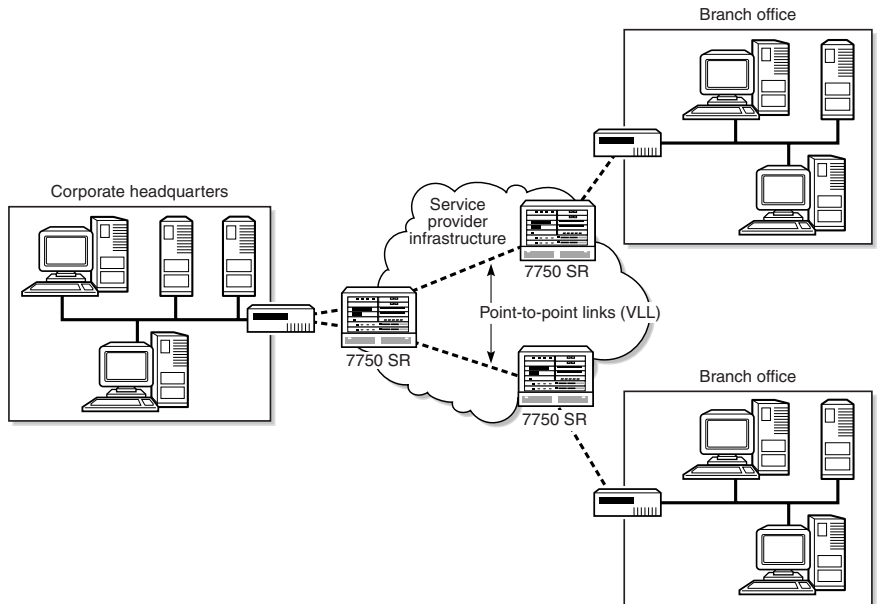 Branch office
Corporate headquarters
Service
provider
infrastructure
7750 SR
Point-to-point links (VLL)
7750 SR
7750 SR
Branch office